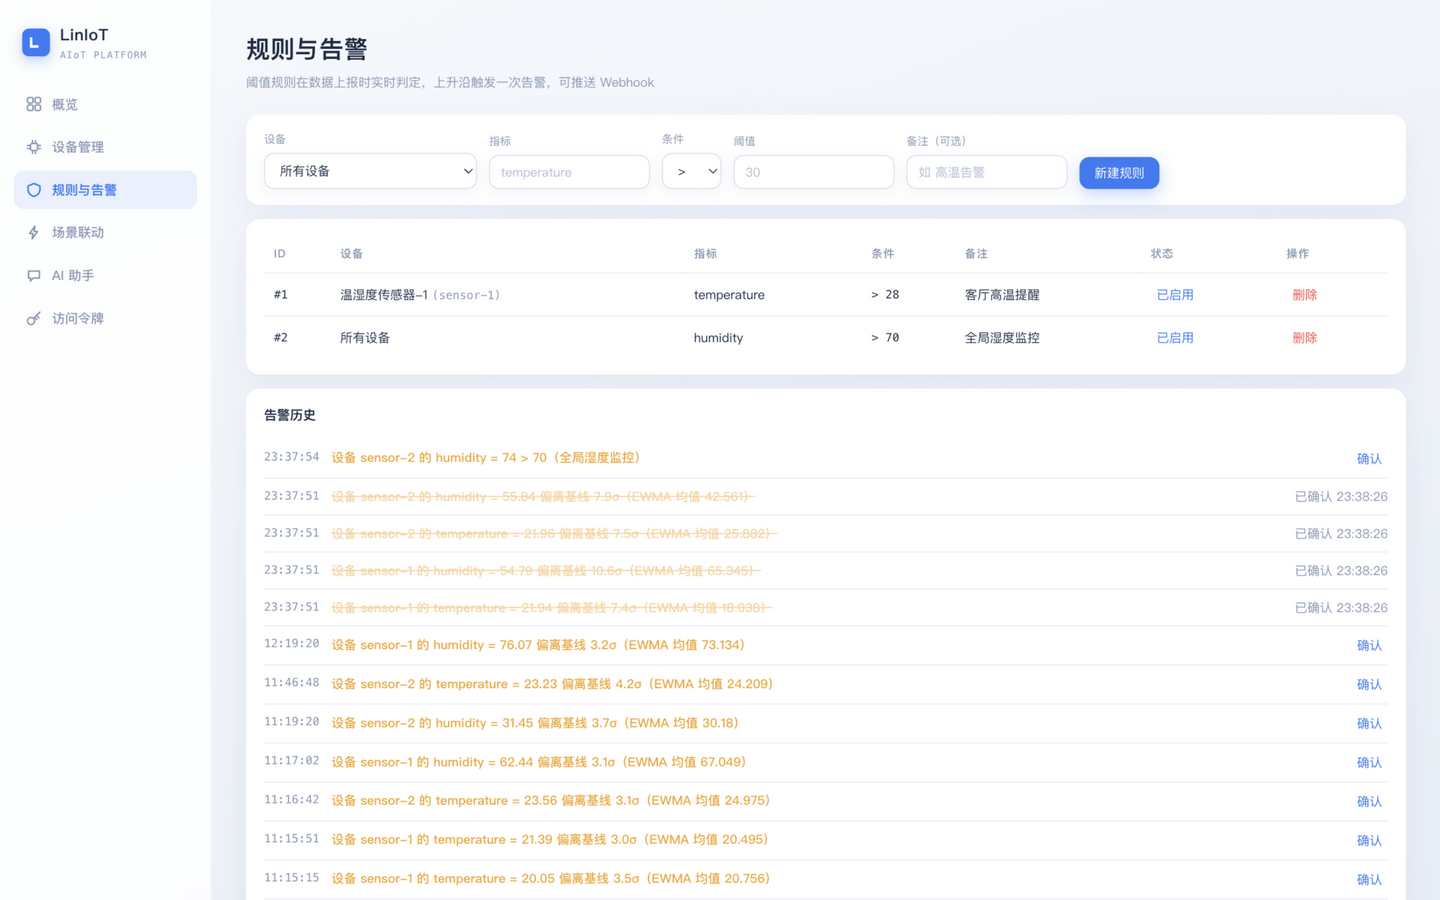 LinIoT
AIoT PLATFORM
概览
设备管理
规则与告警
场景联动
AI 助手
访问令牌
规则与告警
阈值规则在数据上报时实时判定，上升沿触发一次告警，可推送 Webhook
设备 指标 条件 阈值 备注（可选）
所有设备 temperature > 30 如 高温告警 新建规则
ID 设备 指标 条件 备注 状态 操作
#1 温湿度传感器-1 (sensor-1) temperature > 28 客厅高温提醒 已启用 删除
#2 所有设备 humidity > 70 全局湿度监控 已启用 删除
告警历史
23:37:54 设备 sensor-2 的 humidity = 74 > 70（全局湿度监控） 确认
23:37:51 设备 sensor-2 的 humidity = 55.84 偏离基线 7.9σ（EWMA 均值 42.561） 已确认 23:38:26
23:37:51 设备 sensor-2 的 temperature = 21.96 偏离基线 7.5σ（EWMA 均值 25.882） 已确认 23:38:26
23:37:51 设备 sensor-1 的 humidity = 54.79 偏离基线 10.6σ（EWMA 均值 65.345） 已确认 23:38:26
23:37:51 设备 sensor-1 的 temperature = 21.94 偏离基线 7.4σ（EWMA 均值 18.038） 已确认 23:38:26
12:19:20 设备 sensor-1 的 humidity = 76.07 偏离基线 3.2σ（EWMA 均值 73.134） 确认
11:46:48 设备 sensor-2 的 temperature = 23.23 偏离基线 4.2σ（EWMA 均值 24.209） 确认
11:19:20 设备 sensor-2 的 humidity = 31.45 偏离基线 3.7σ（EWMA 均值 30.18） 确认
11:17:02 设备 sensor-1 的 humidity = 62.44 偏离基线 3.1σ（EWMA 均值 67.049） 确认
11:16:42 设备 sensor-2 的 temperature = 23.56 偏离基线 3.1σ（EWMA 均值 24.975） 确认
11:15:51 设备 sensor-1 的 temperature = 21.39 偏离基线 3.0σ（EWMA 均值 20.495） 确认
11:15:15 设备 sensor-1 的 temperature = 20.05 偏离基线 3.5σ（EWMA 均值 20.756） 确认